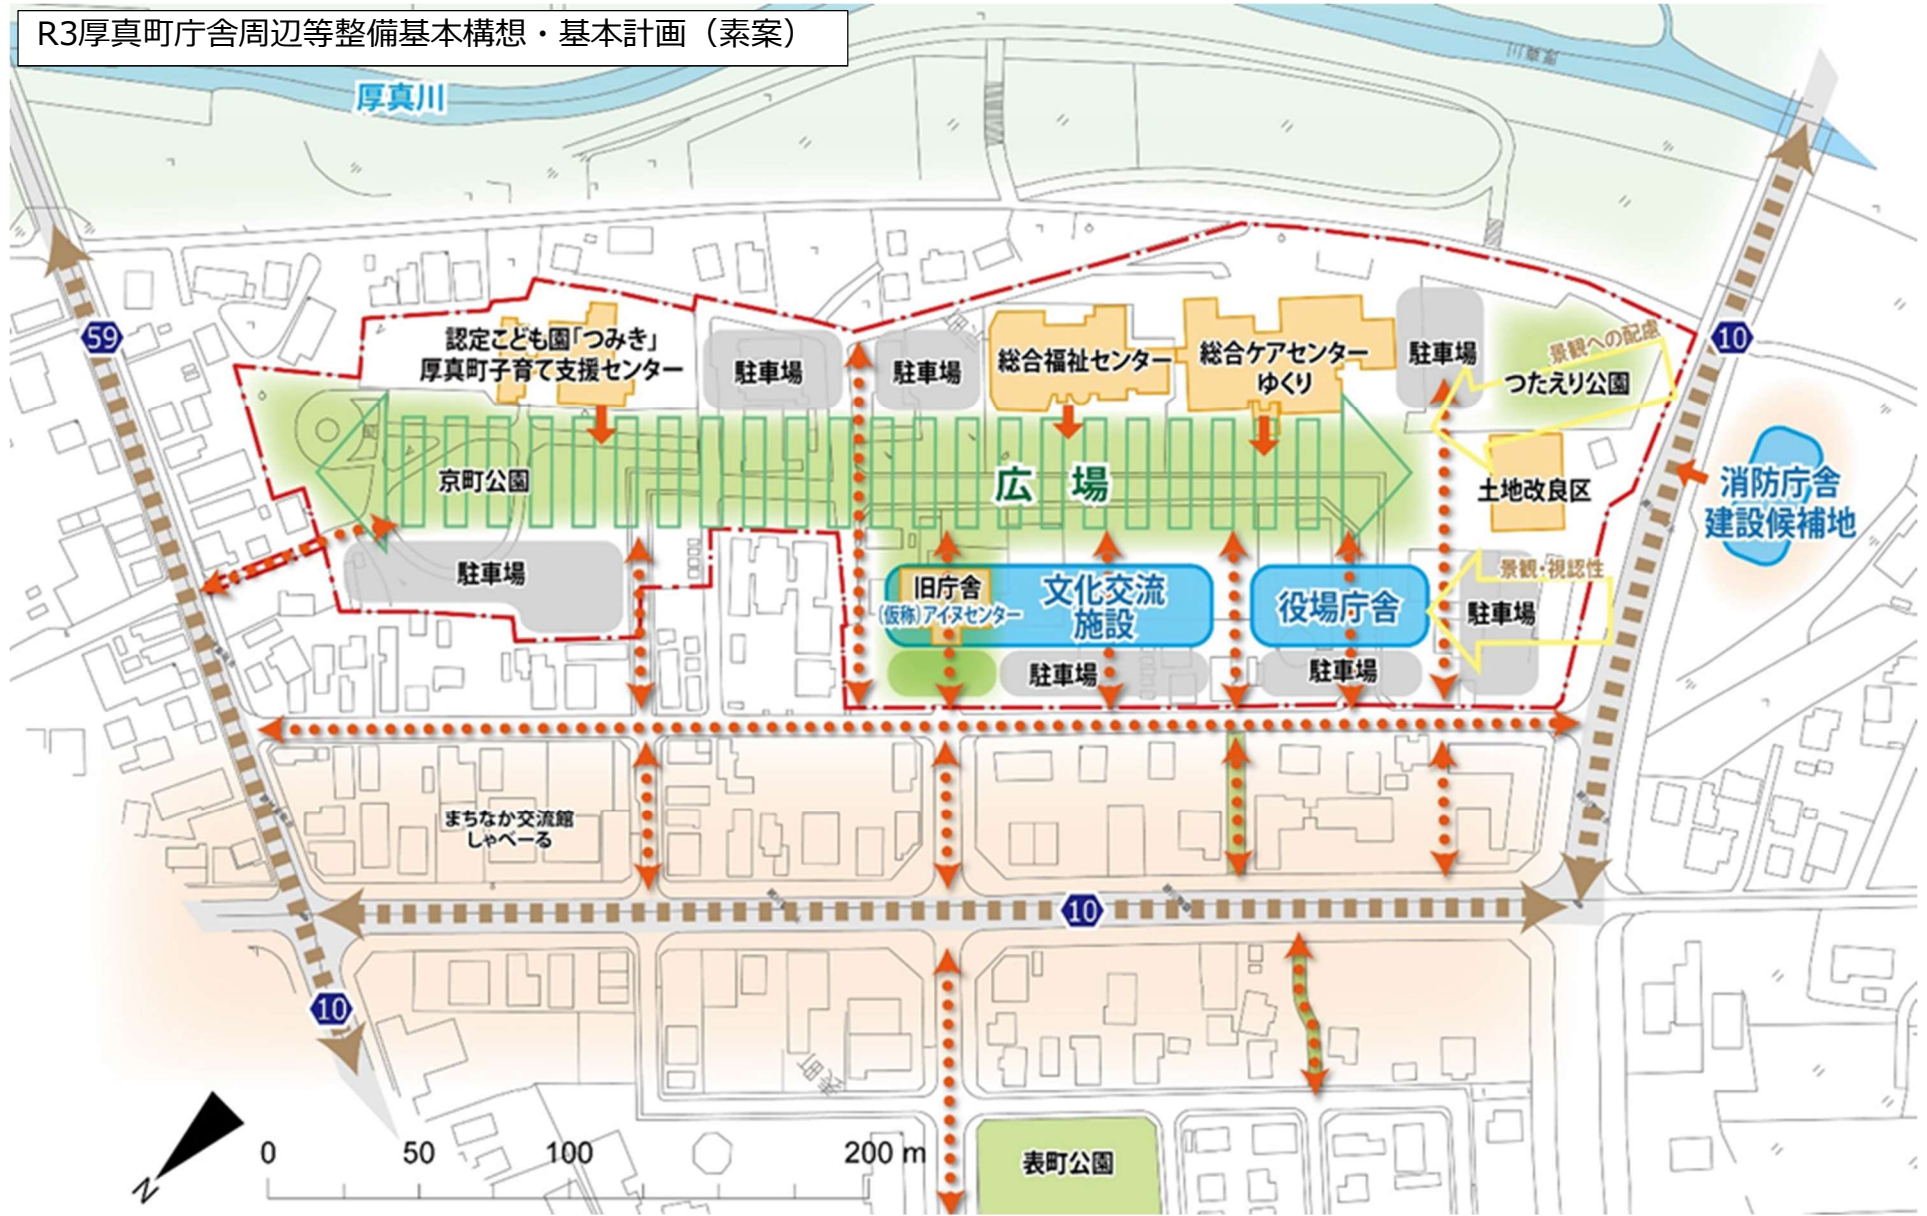 R3厚真町庁舎周辺等整備基本構想・基本計画（素案）
厚真川
59
10
認定こども園「つみき」
厚真町子育て支援センター
駐車場
駐車場
総合福祉センター
総合ケアセンター
ゆくり
駐車場
景観への配慮
つたえり公園
京町公園
広 場
土地改良区
消防庁舎
建設候補地
駐車場
旧庁舎
(仮称)アイヌセンター
文化交流
施設
役場庁舎
景観・視認性
駐車場
駐車場
駐車場
まちなか交流館
しゃべーる
10
10
表町
N
0 50 100 200 m
表町公園